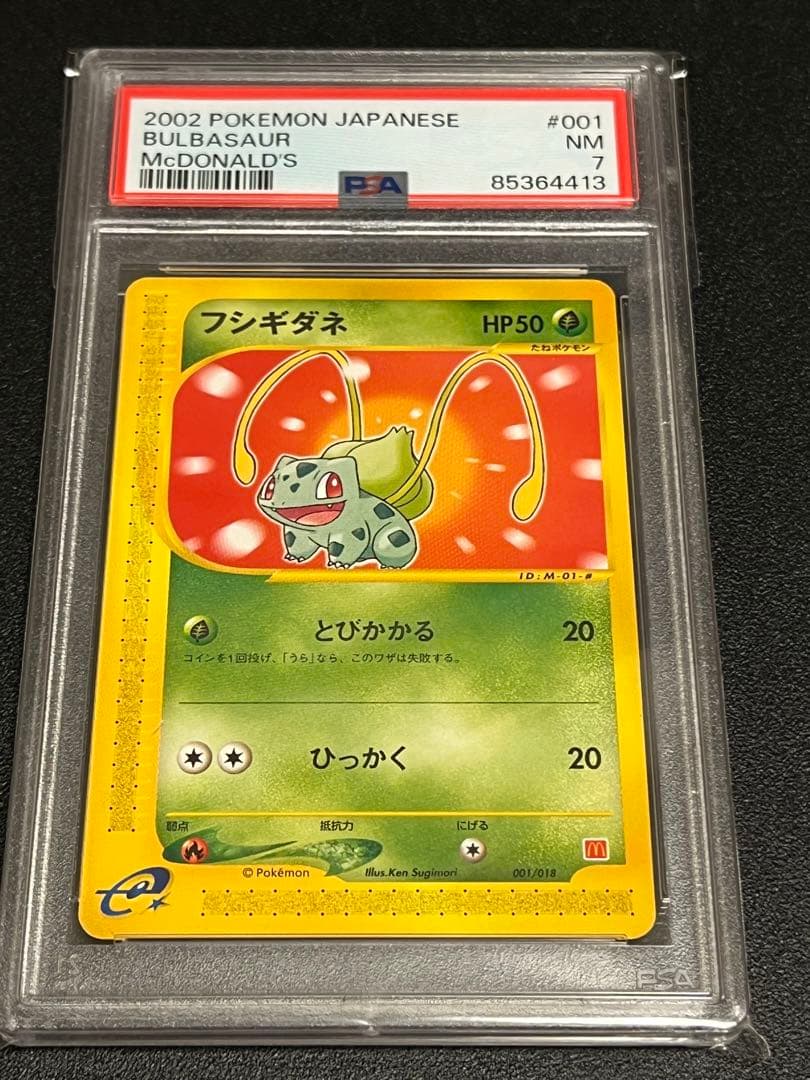 2002 POKEMON JAPANESE #001
BULBASAUR NM
McDONALD'S 7
PSA 85364413
フシギダネ HP50
たねポケモン
ID:M-01-#
とびかかる 20
コインを1回投げ、「うら」なら、このワザは失敗する。
ひっかく 20
弱点 抵抗力 にげる
©Pokémon Illus.Ken Sugimori 001/018
e
PSA